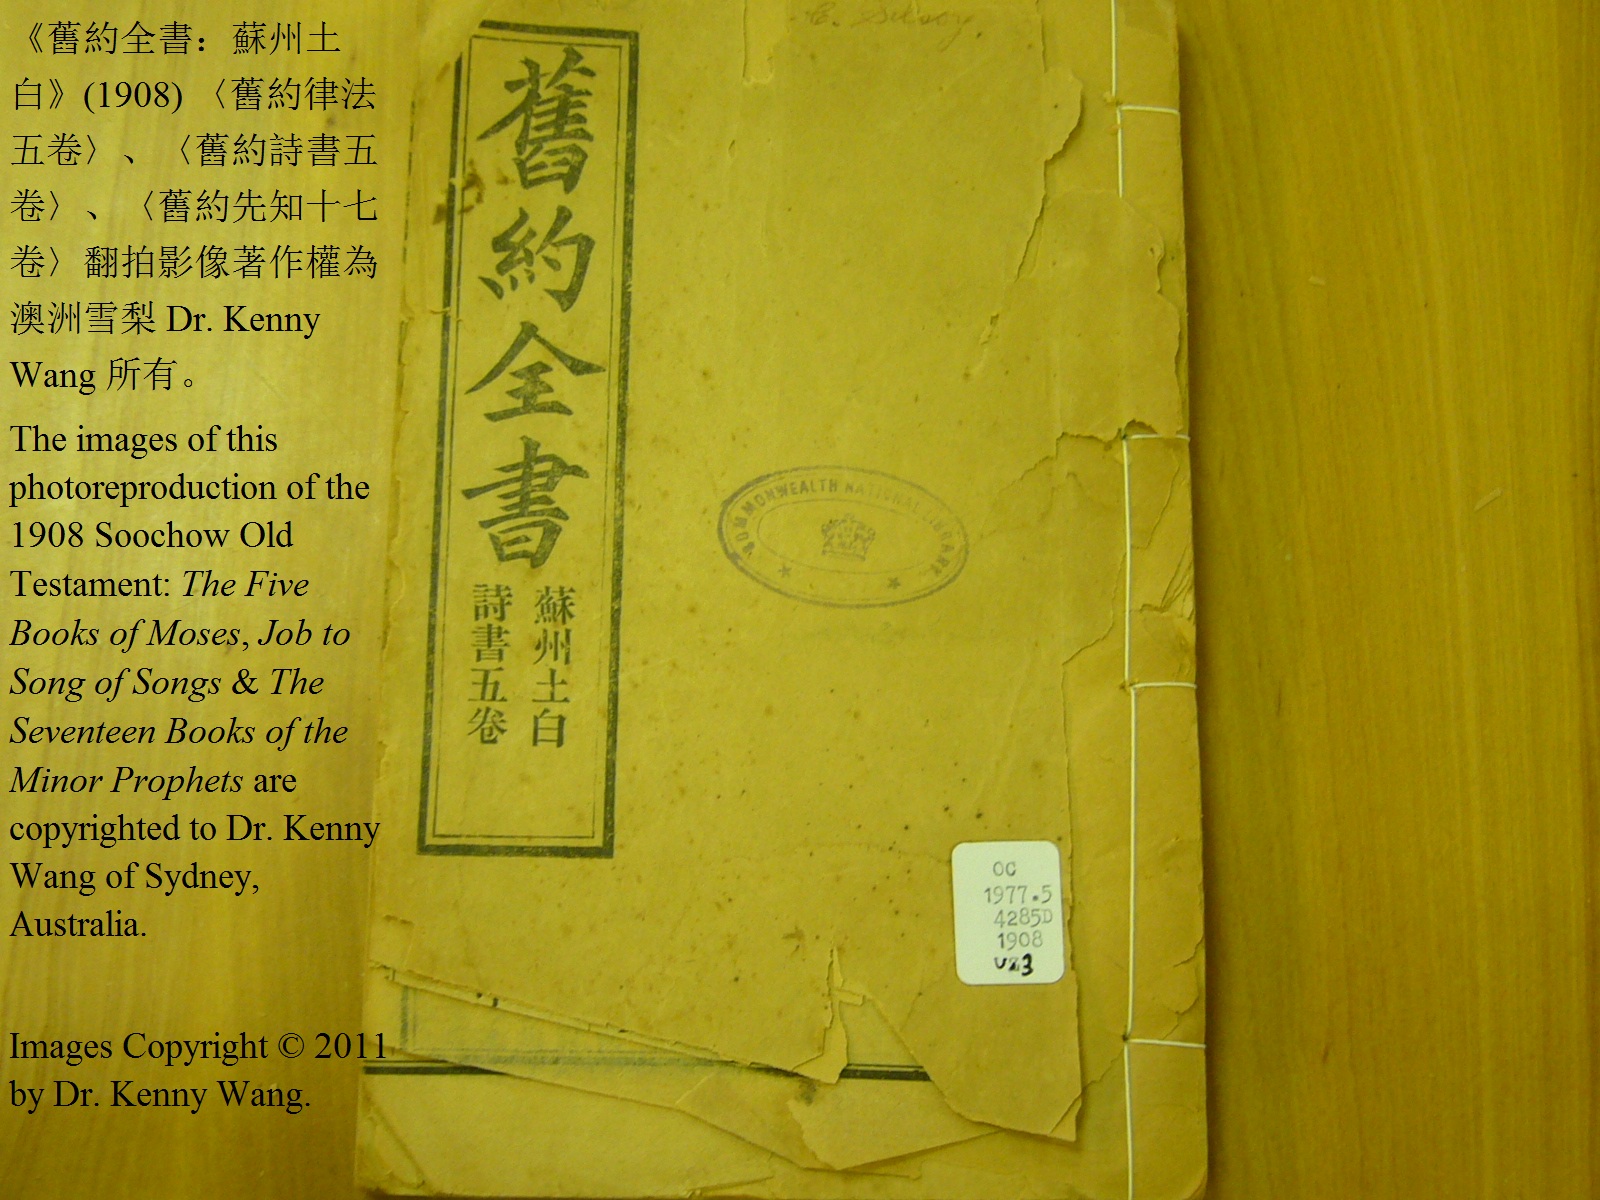 《舊約全書：蘇州土
白》(1908) 〈舊約律法
五卷〉、〈舊約詩書五
卷〉、〈舊約先知十七
卷〉翻拍影像著作權為
澳洲雪梨 Dr. Kenny
Wang 所有。
The images of this
photoreproduction of the
1908 Soochow Old
Testament: The Five
Books of Moses, Job to
Song of Songs & The
Seventeen Books of the
Minor Prophets are
copyrighted to Dr. Kenny
Wang of Sydney,
Australia.
Images Copyright © 2011
by Dr. Kenny Wang.
舊約全書
蘇州土白
詩書五卷
COMMONWEALTH NATIONAL LIBRARY
OC
1977.5
4285D
1908